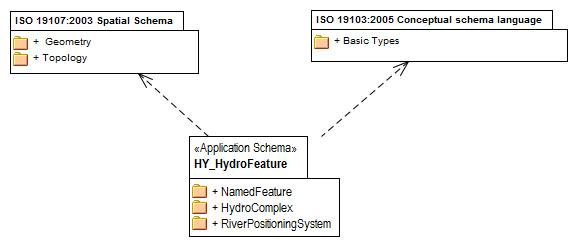 ISO 19107:2003 Spatial Schema
+ Geometry
+ Topology
ISO 19103:2005 Conceptual schema language
+ Basic Types
«Application Schema»
HY_HydroFeature
+ NamedFeature
+ HydroComplex
+ RiverPositioningSystem